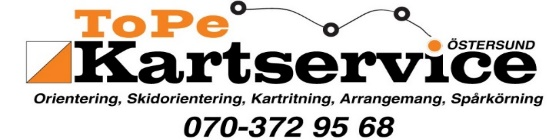 ToPe
ÖSTERSUND
Kartservice
Orientering, Skidorientering, Kartritning, Arrangemang, Spårkörning
070-372 95 68